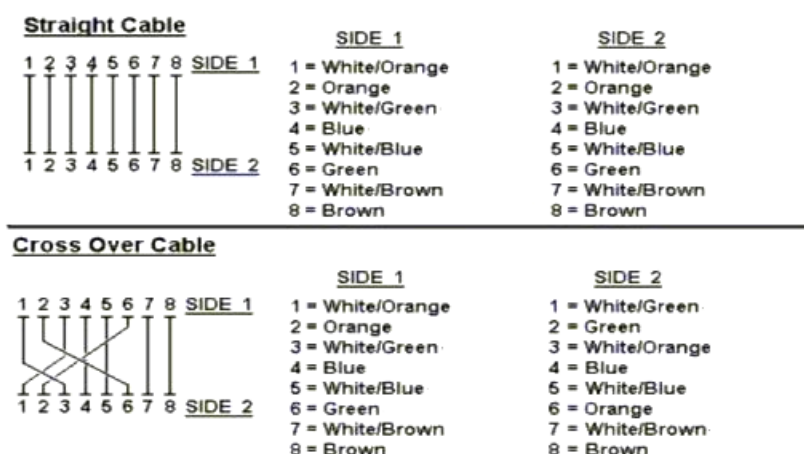 Straight Cable
1 2 3 4 5 6 7 8 SIDE 1
1 2 3 4 5 6 7 8 SIDE 2
SIDE 1
1 = White/Orange
2 = Orange
3 = White/Green
4 = Blue
5 = White/Blue
6 = Green
7 = White/Brown
8 = Brown
SIDE 2
1 = White/Orange
2 = Orange
3 = White/Green
4 = Blue
5 = White/Blue
6 = Green
7 = White/Brown
8 = Brown
Cross Over Cable
1 2 3 4 5 6 7 8 SIDE 1
1 2 3 4 5 6 7 8 SIDE 2
SIDE 1
1 = White/Orange
2 = Orange
3 = White/Green
4 = Blue
5 = White/Blue
6 = Green
7 = White/Brown
8 = Brown
SIDE 2
1 = White/Green
2 = Green
3 = White/Orange
4 = Blue
5 = White/Blue
6 = Orange
7 = White/Brown
8 = Brown